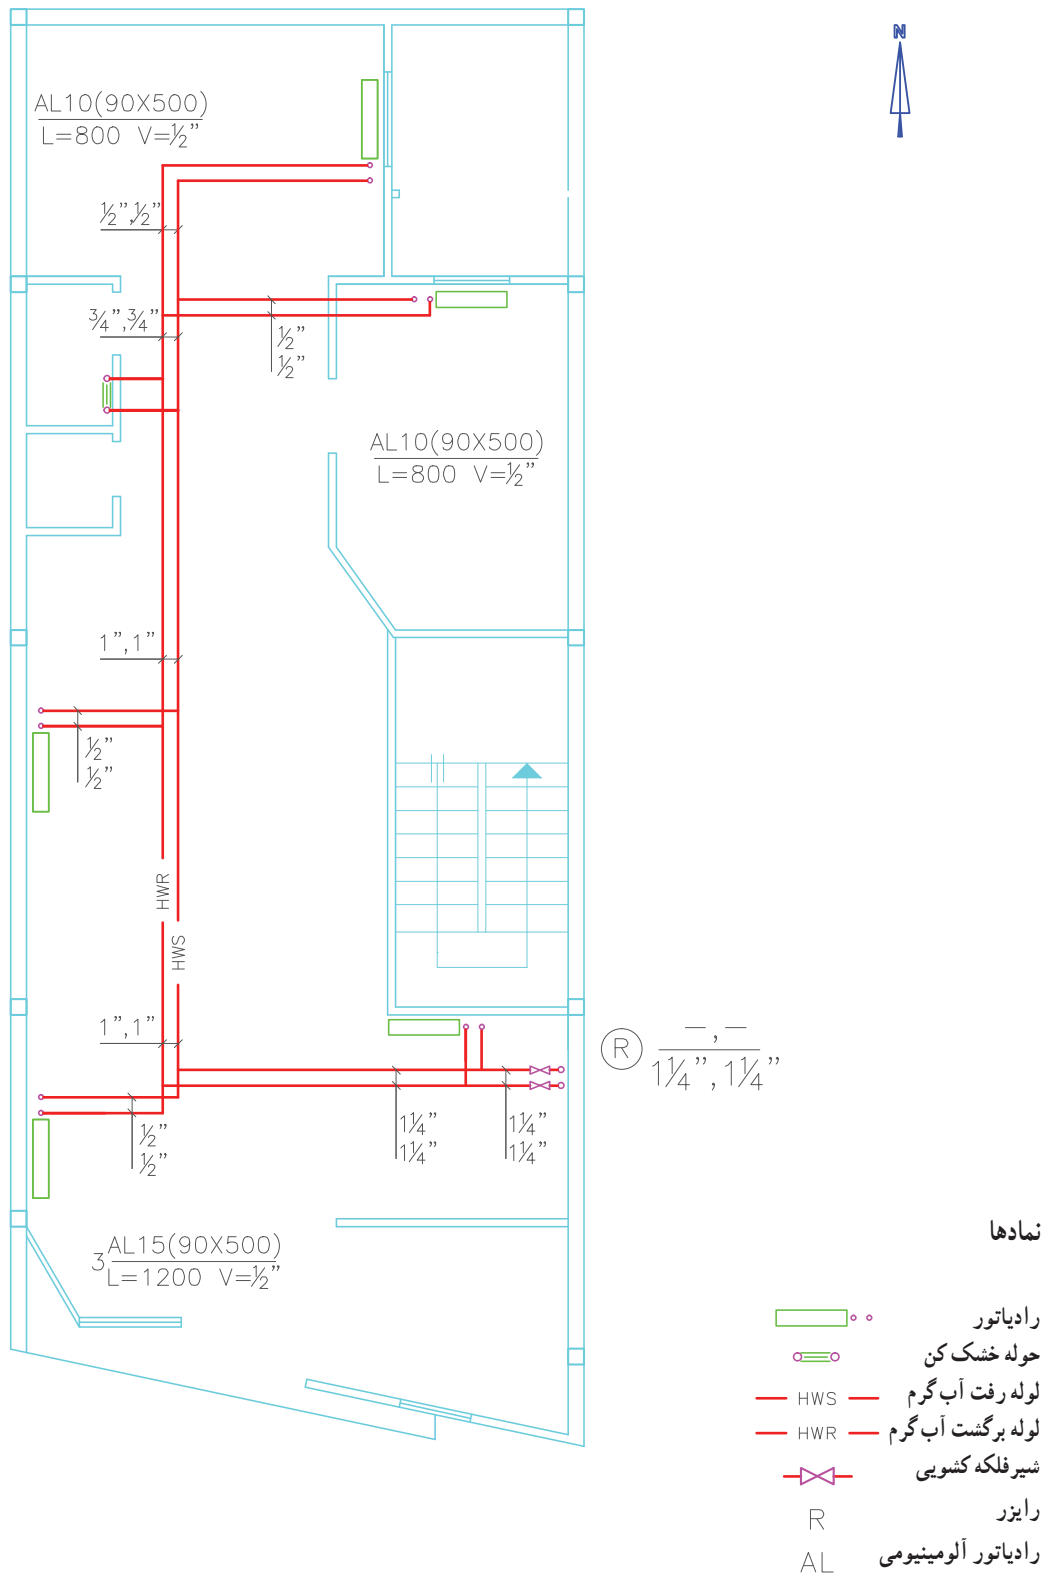 N
AL10(90X500)
L=800 V=½"
½",½"
¾",¾"
½"
½"
AL10(90X500)
L=800 V=½"
1",1"
½"
½"
HWR
HWS
1",1"
R
—,—
1¼",1¼"
1¼"
1¼"
1¼"
1¼"
½"
½"
3 AL15(90X500)
L=1200 V=½"
نمادها
رادیاتور
حوله خشک کن
HWS لوله رفت آب گرم
HWR لوله برگشت آب گرم
شیر فلکه کشویی
R رایزر
AL رادیاتور آلومینیومی